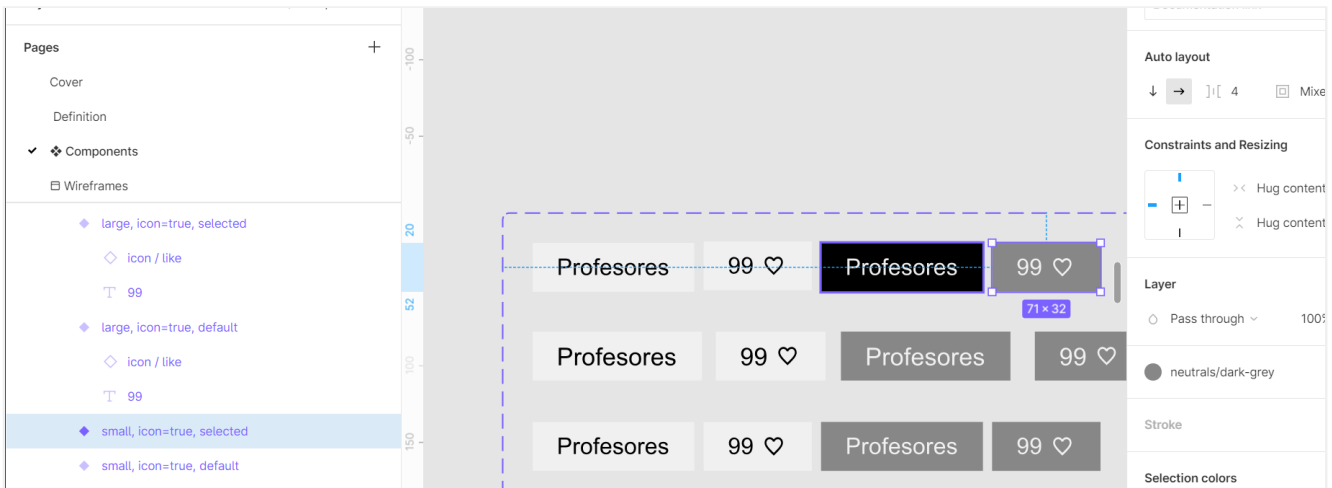 Pages
Cover
Definition
Components
Wireframes
large, icon=true, selected
icon / like
99
large, icon=true, default
icon / like
99
small, icon=true, selected
small, icon=true, default
-100
-50
20
52
100
150
Profesores 99 Profesores 99
71 × 32
Profesores 99 Profesores 99
Profesores 99 Profesores 99
Auto layout
4 Mixe
Constraints and Resizing
Hug content
Hug content
Layer
Pass through 100%
neutrals/dark-grey
Stroke
Selection colors